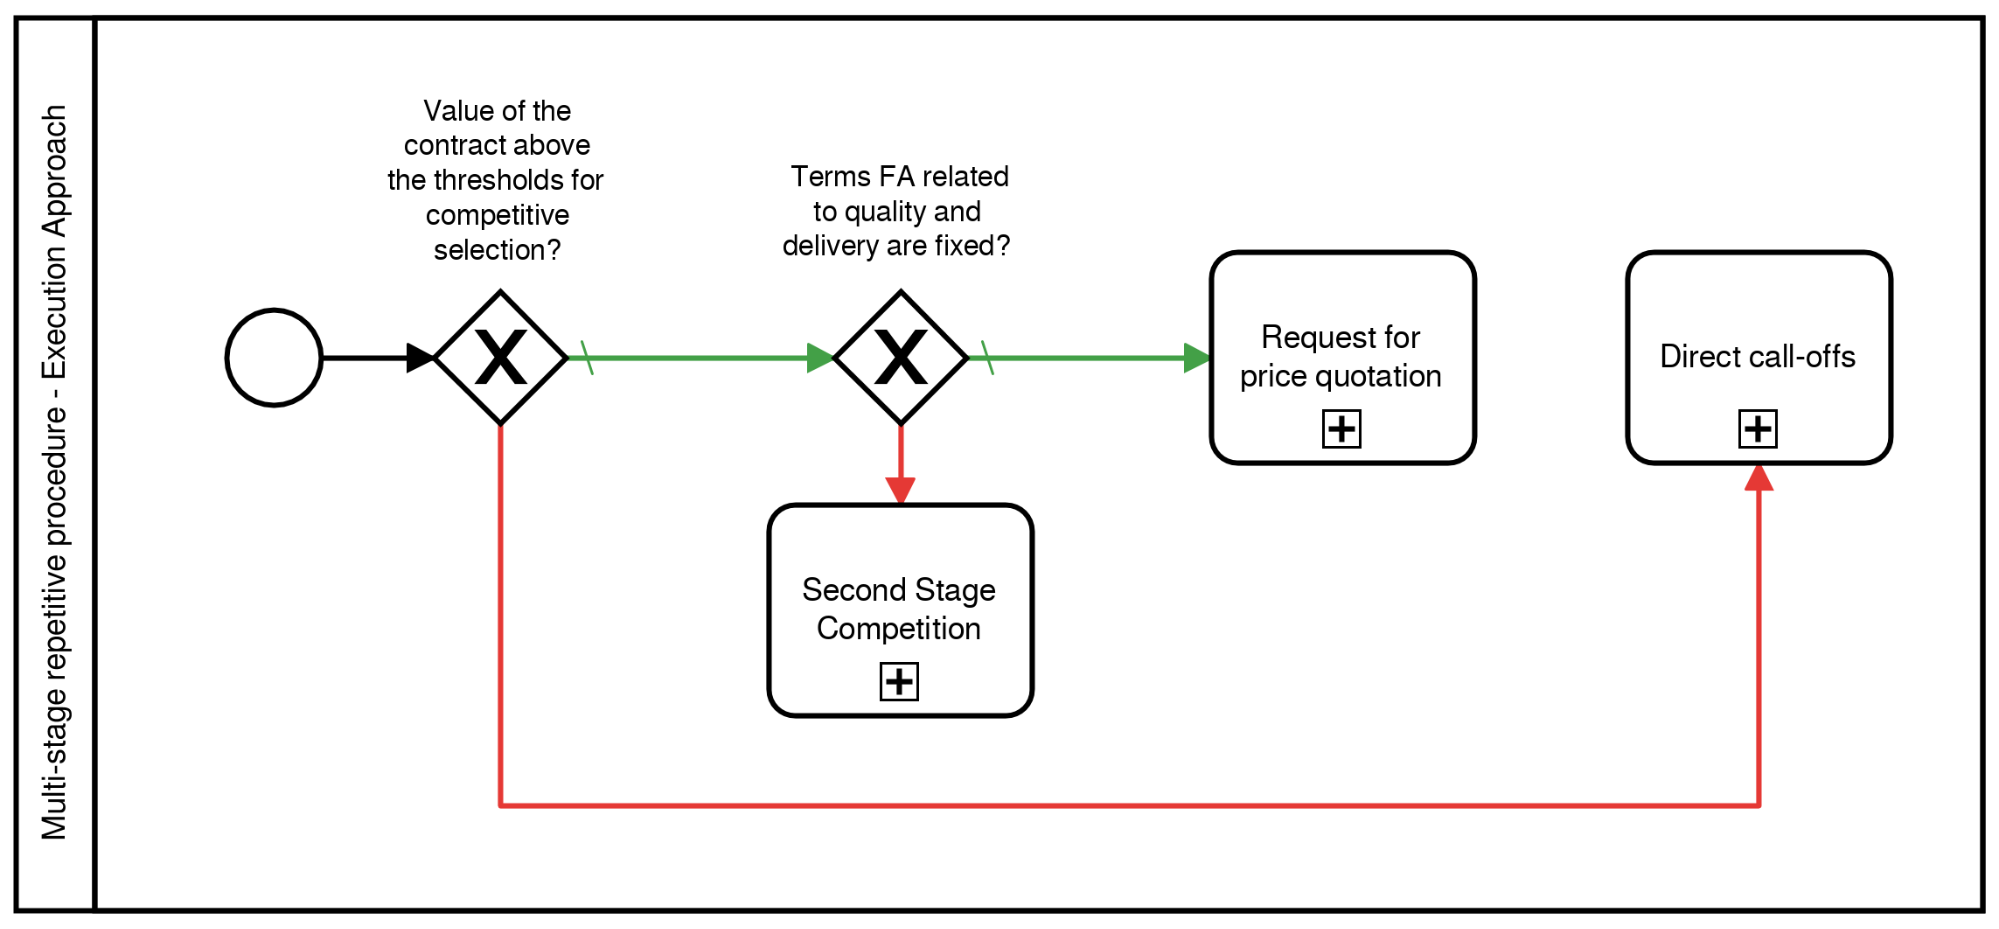 Multi-stage repetitive procedure - Execution Approach
Value of the
contract above
the thresholds for
competitive
selection?
Terms FA related
to quality and
delivery are fixed?
Request for
price quotation
Direct call-offs
Second Stage
Competition